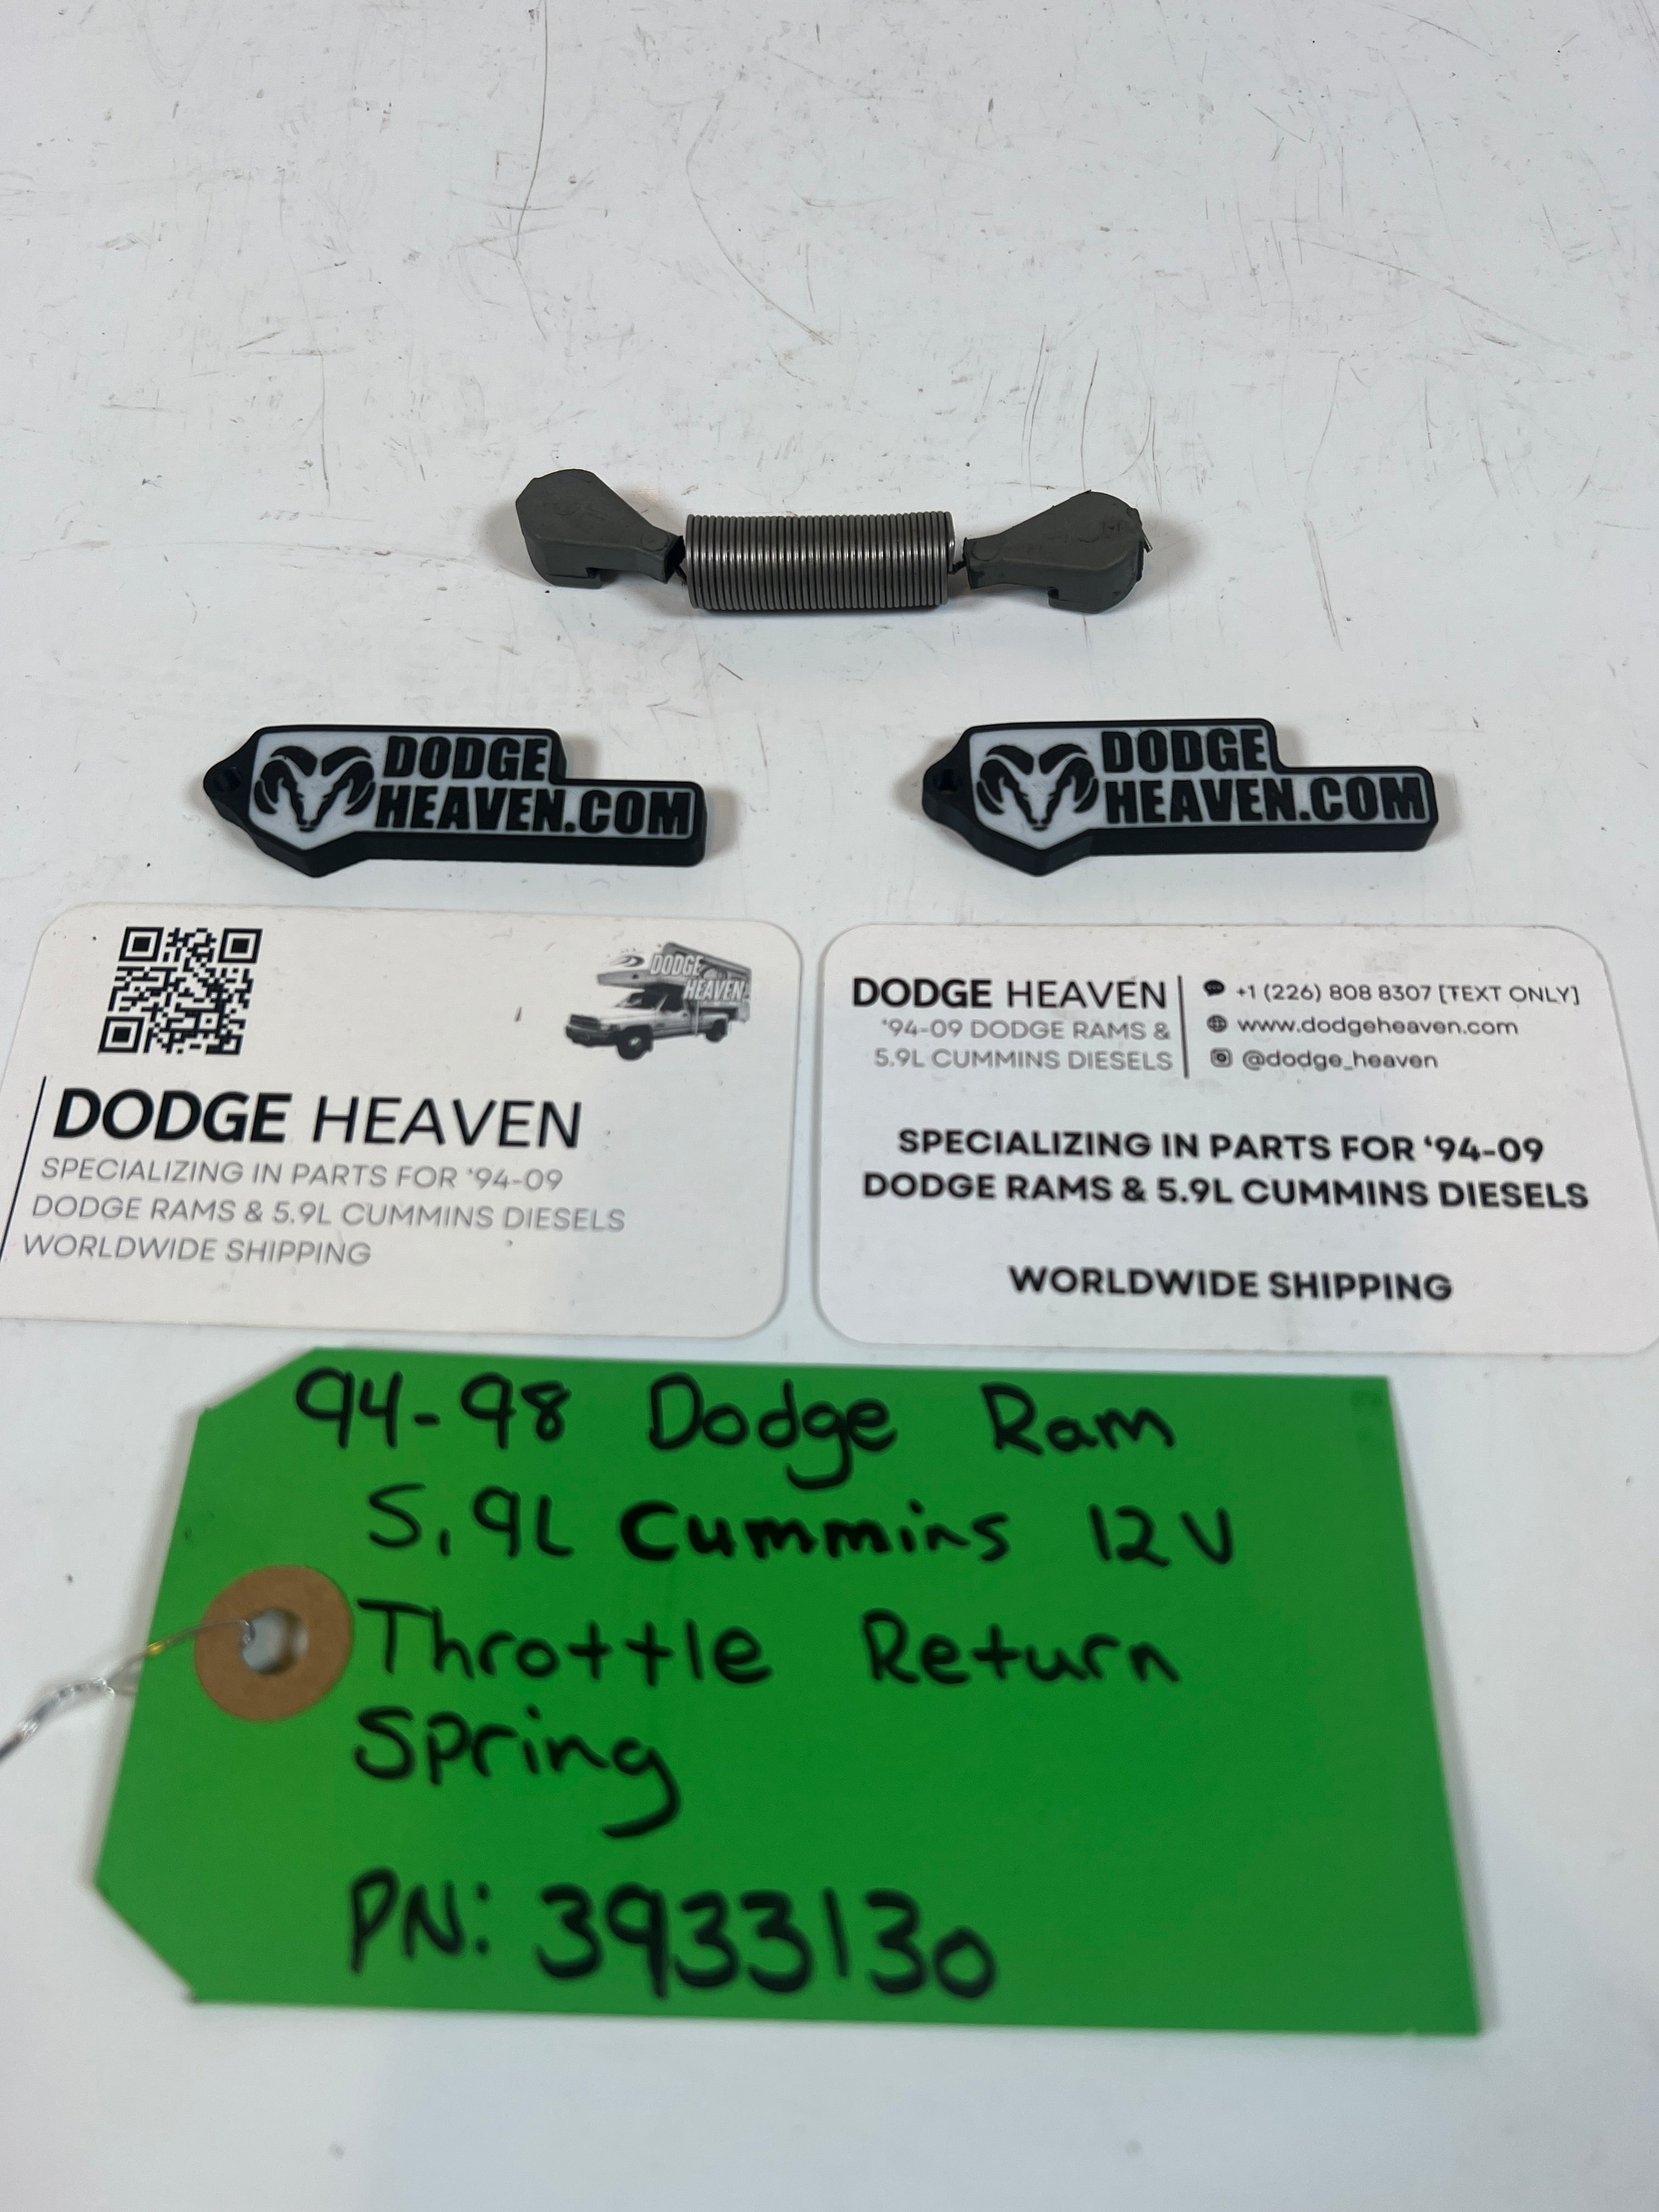 DODGE
HEAVEN.COM
DODGE
HEAVEN.COM
DODGE
HEAVEN
DODGE HEAVEN
SPECIALIZING IN PARTS FOR '94-09
DODGE RAMS & 5.9L CUMMINS DIESELS
WORLDWIDE SHIPPING
DODGE HEAVEN
'94-09 DODGE RAMS &
5.9L CUMMINS DIESELS
+1 (226) 808 8307 [TEXT ONLY]
www.dodgeheaven.com
@dodge_heaven
SPECIALIZING IN PARTS FOR '94-09
DODGE RAMS & 5.9L CUMMINS DIESELS
WORLDWIDE SHIPPING
94-98 Dodge Ram
5.9L Cummins 12V
Throttle Return
Spring
PN: 3933130